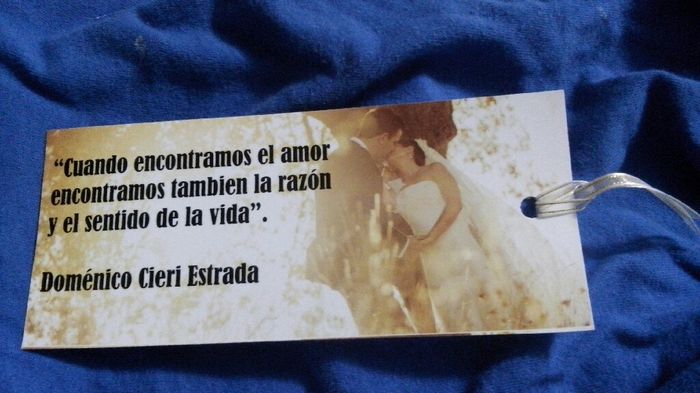 “Cuando encontramos el amor
encontramos tambien la razón
y el sentido de la vida”.
Doménico Cieri Estrada